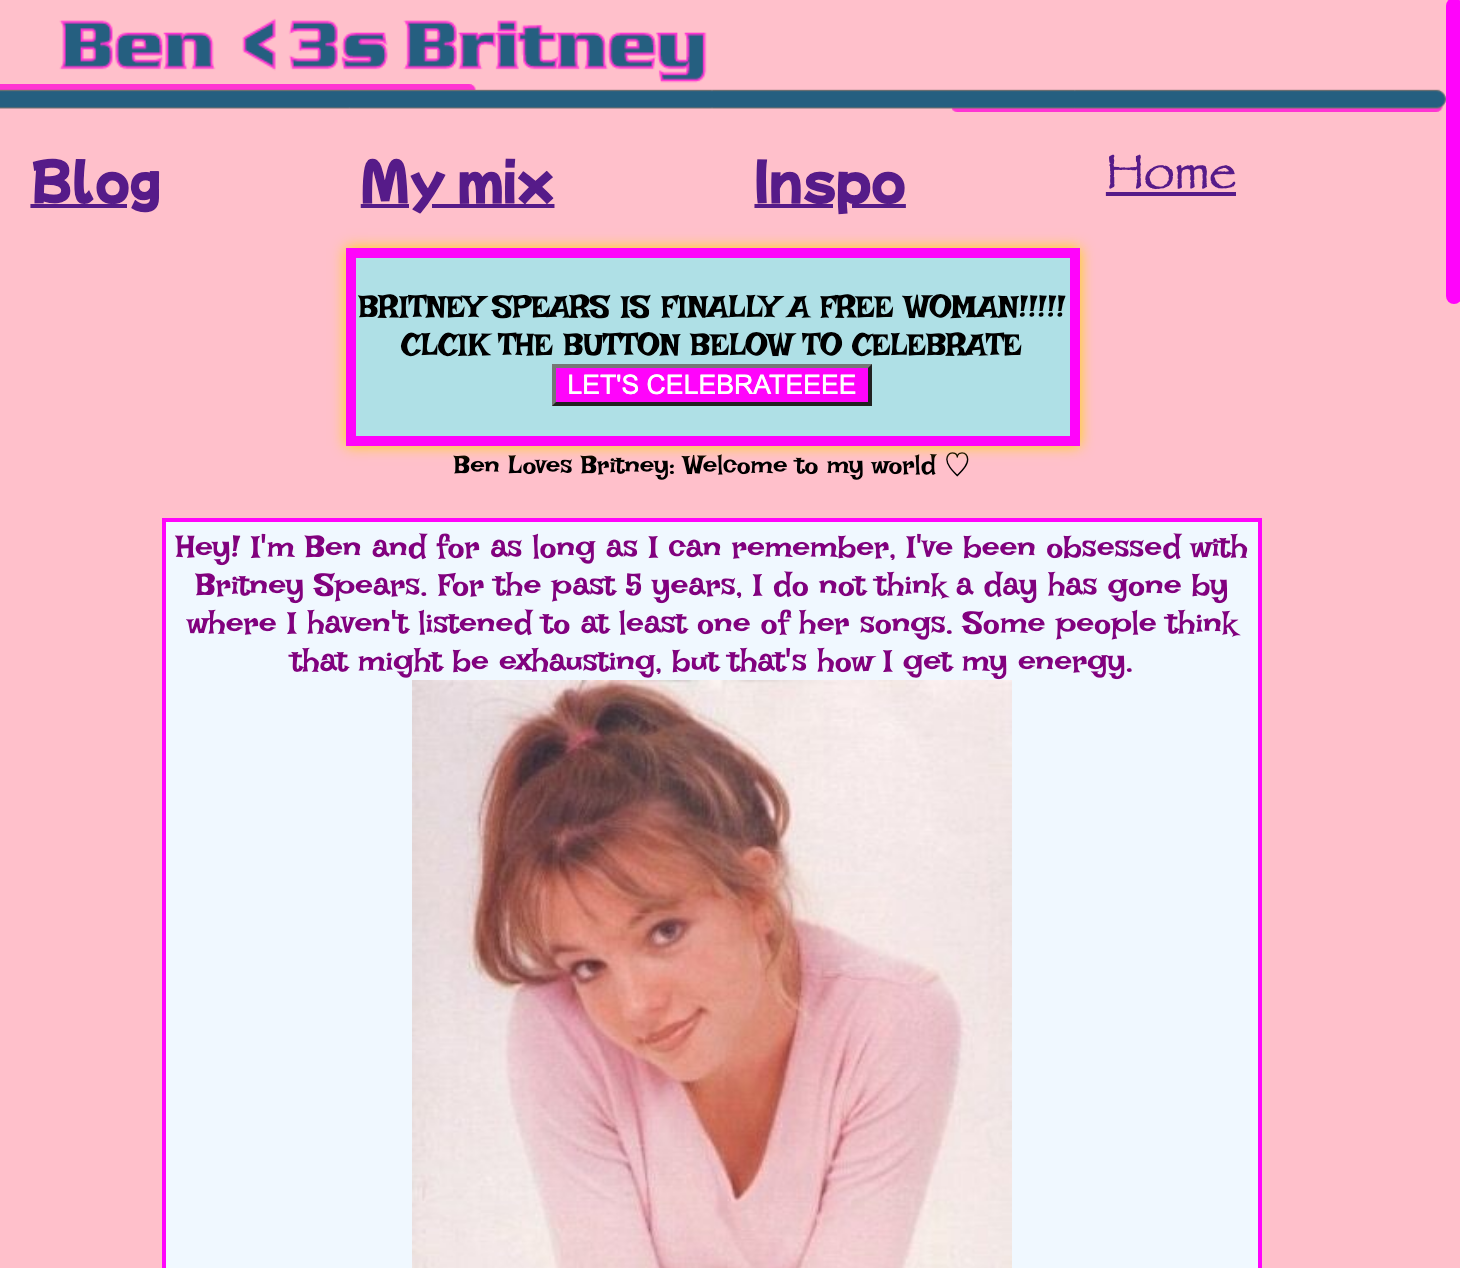 Ben <3s Britney
Blog My mix Inspo Home
BRITNEY SPEARS IS FINALLY A FREE WOMAN!!!!!
CLCIK THE BUTTON BELOW TO CELEBRATE
LET'S CELEBRATEEEE
Ben Loves Britney: Welcome to my world ♡
Hey! I'm Ben and for as long as I can remember, I've been obsessed with
Britney Spears. For the past 5 years, I do not think a day has gone by
where I haven't listened to at least one of her songs. Some people think
that might be exhausting, but that's how I get my energy.